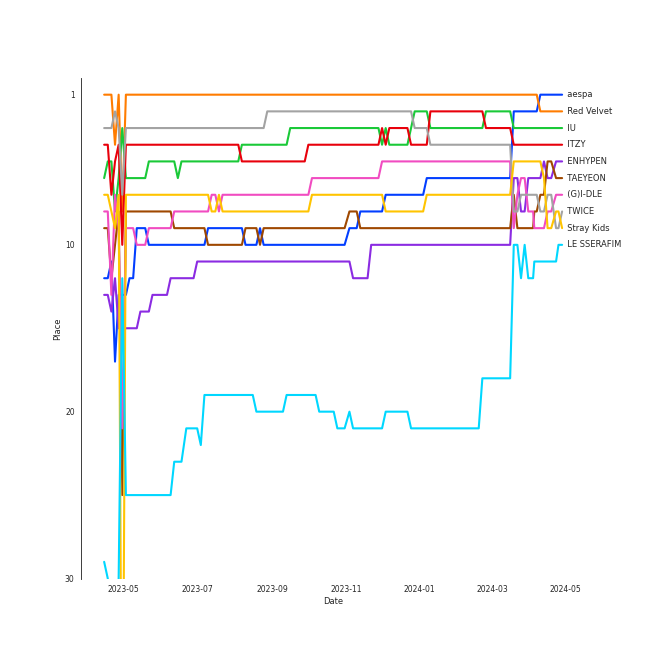 1
10
20
30
Place
2023-05
2023-07
2023-09
2023-11
2024-01
2024-03
2024-05
Date
aespa
Red Velvet
IU
ITZY
ENHYPEN
TAEYEON
(G)I-DLE
TWICE
Stray Kids
LE SSERAFIM